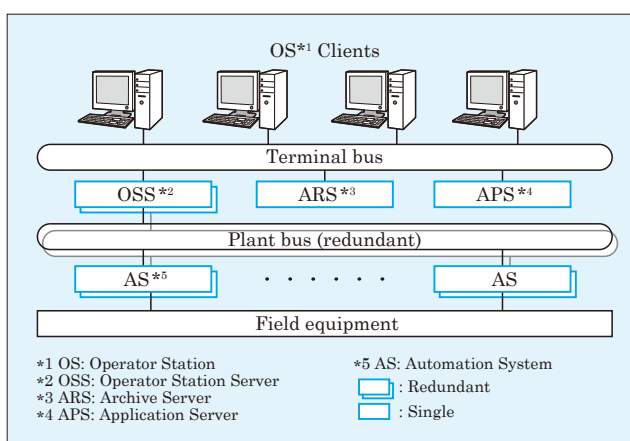 OS*1 Clients
Terminal bus
OSS*2
ARS*3
APS*4
Plant bus (redundant)
AS*5
· · · · · ·
AS
Field equipment
*1 OS: Operator Station
*2 OSS: Operator Station Server
*3 ARS: Archive Server
*4 APS: Application Server
*5 AS: Automation System
: Redundant
: Single